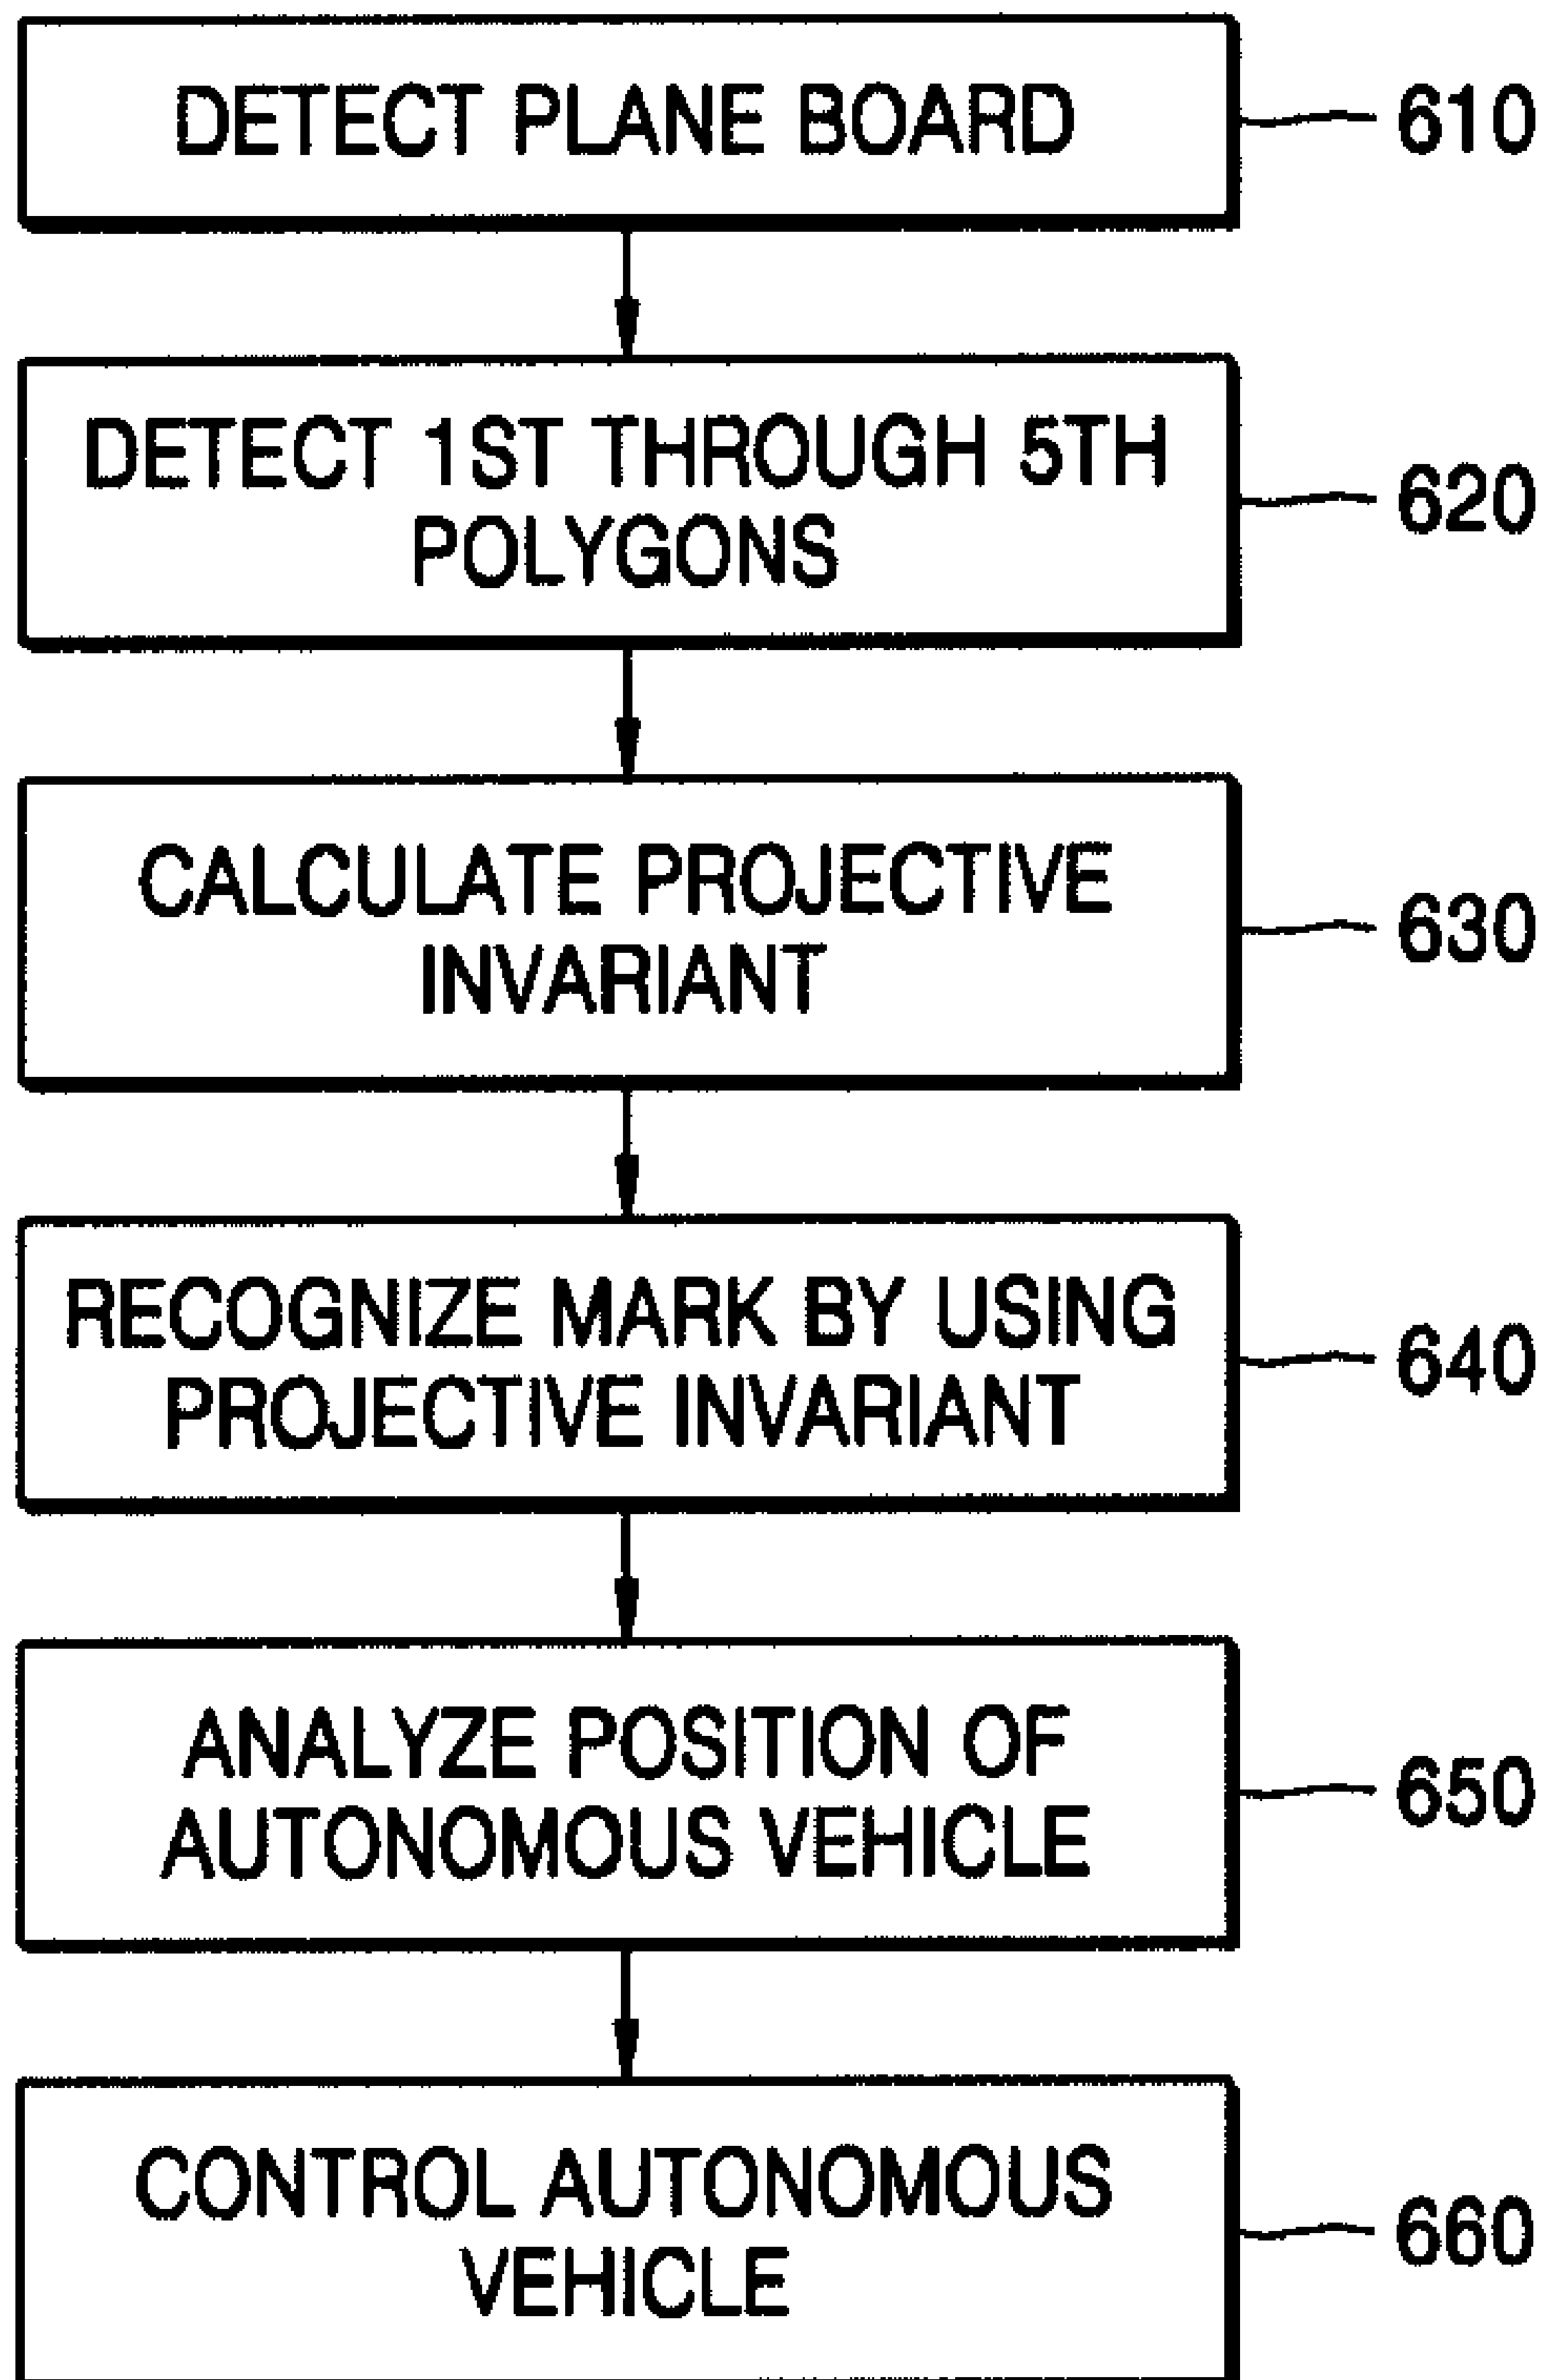 DETECT PLANE BOARD
610
DETECT 1ST THROUGH 5TH
POLYGONS
620
CALCULATE PROJECTIVE
INVARIANT
630
RECOGNIZE MARK BY USING
PROJECTIVE INVARIANT
640
ANALYZE POSITION OF
AUTONOMOUS VEHICLE
650
CONTROL AUTONOMOUS
VEHICLE
660